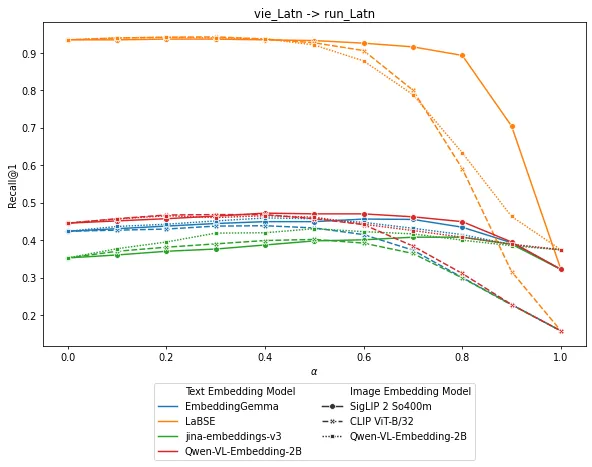 vie_Latn -> run_Latn
Recall@1
0.9
0.8
0.7
0.6
0.5
0.4
0.3
0.2
0.0 0.2 0.4 0.6 0.8 1.0
α
Text Embedding Model Image Embedding Model
EmbeddingGemma SigLIP 2 So400m
LaBSE CLIP ViT-B/32
jina-embeddings-v3 Qwen-VL-Embedding-2B
Qwen-VL-Embedding-2B